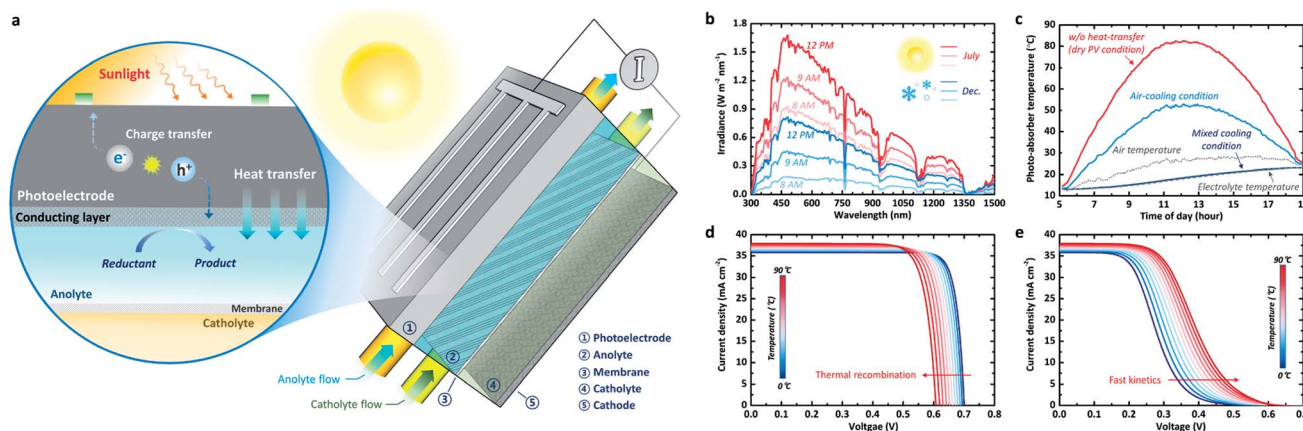 a
Sunlight
Charge transfer
e-
h+
Photoelectrode
Heat transfer
Conducting layer
Reductant
Product
Anolyte
Membrane
Catholyte
I
①
②
③
④
⑤
Anolyte flow
Catholyte flow
① Photoelectrode
② Anolyte
③ Membrane
④ Catholyte
⑤ Cathode
b
Irradiance (W m-2 nm-1)
1.8
1.5
1.2
0.9
0.6
0.3
0.0
12 PM
9 AM
8 AM
12 PM
9 AM
8 AM
July
Dec.
300 450 600 750 900 1050 1200 1350 1500
Wavelength (nm)
c
Photo-absorber temperature (°C)
90
80
70
60
50
40
30
20
10
w/o heat-transfer
(dry PV condition)
Air-cooling condition
Mixed cooling
condition
Air temperature
Electrolyte temperature
5 7 9 11 13 15 17 19
Time of day (hour)
d
Current density (mA cm-2)
40
35
30
25
20
15
10
5
0
90℃
Temperature (℃)
0℃
Thermal recombination
0.0 0.1 0.2 0.3 0.4 0.5 0.6 0.7 0.8
Voltgae (V)
e
Current density (mA cm-2)
40
35
30
25
20
15
10
5
0
90℃
Temperature (℃)
0℃
Fast kinetics
0.0 0.1 0.2 0.3 0.4 0.5 0.6 0.7
Voltage (V)